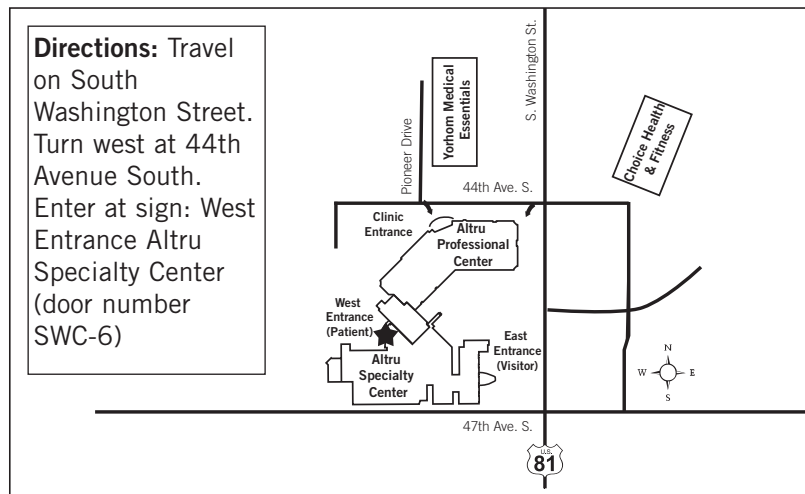 Directions: Travel
on South
Washington Street.
Turn west at 44th
Avenue South.
Enter at sign: West
Entrance Altru
Specialty Center
(door number
SWC-6)
Pioneer Drive
Yorhom Medical
Essentials
S. Washington St.
Choice Health
& Fitness
44th Ave. S.
Clinic
Entrance
Altru
Professional
Center
West
Entrance
(Patient)
East
Entrance
(Visitor)
Altru
Specialty
Center
N
W
E
S
47th Ave. S.
U.S.
81